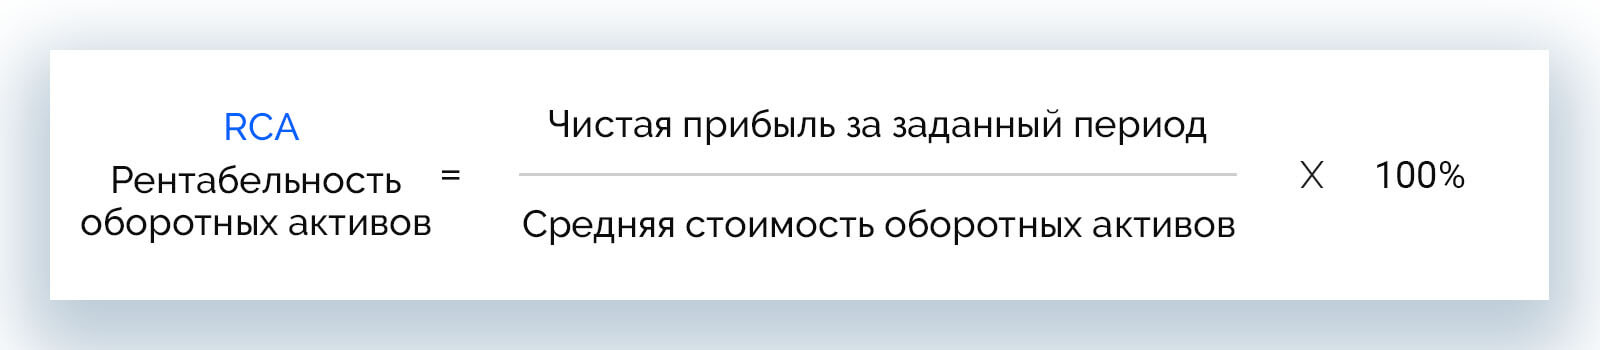 RCA
Рентабельность
оборотных активов
=
Чистая прибыль за заданный период
Средняя стоимость оборотных активов
X 100%